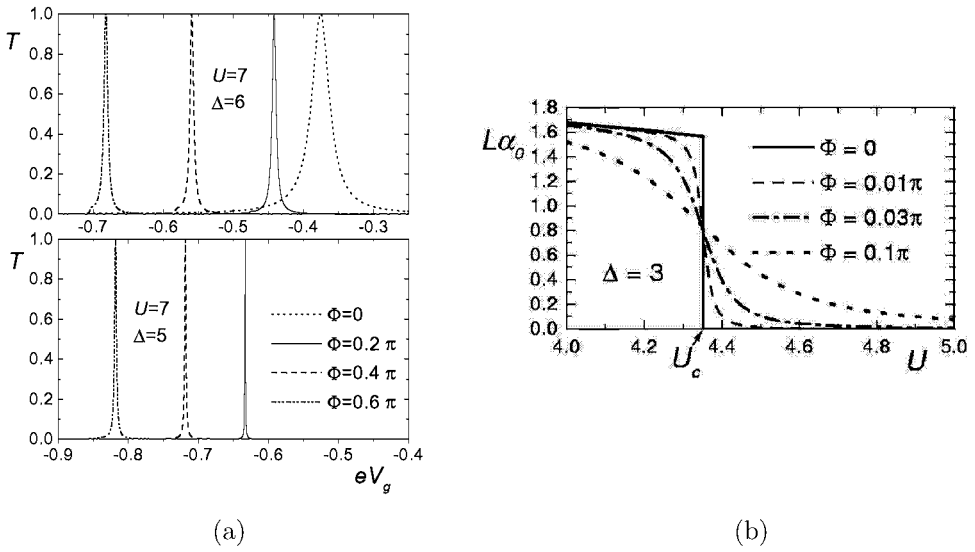 1.0
T
0.8
0.6
0.4
0.2
0.0
U=7
Δ=6
-0.7 -0.6 -0.5 -0.4 -0.3
1.0
T
0.8
0.6
0.4
0.2
0.0
U=7
Δ=5
Φ=0
Φ=0.2 π
Φ=0.4 π
Φ=0.6 π
-0.9 -0.8 -0.7 -0.6 -0.5 -0.4
eVg
(a)
1.8
Lα₀
1.6
1.4
1.2
1.0
0.8
0.6
0.4
0.2
0.0
Φ = 0
Φ = 0.01π
Φ = 0.03π
Φ = 0.1π
Δ = 3
4.0 4.2 4.4 4.6 4.8 5.0
Uc U
(b)